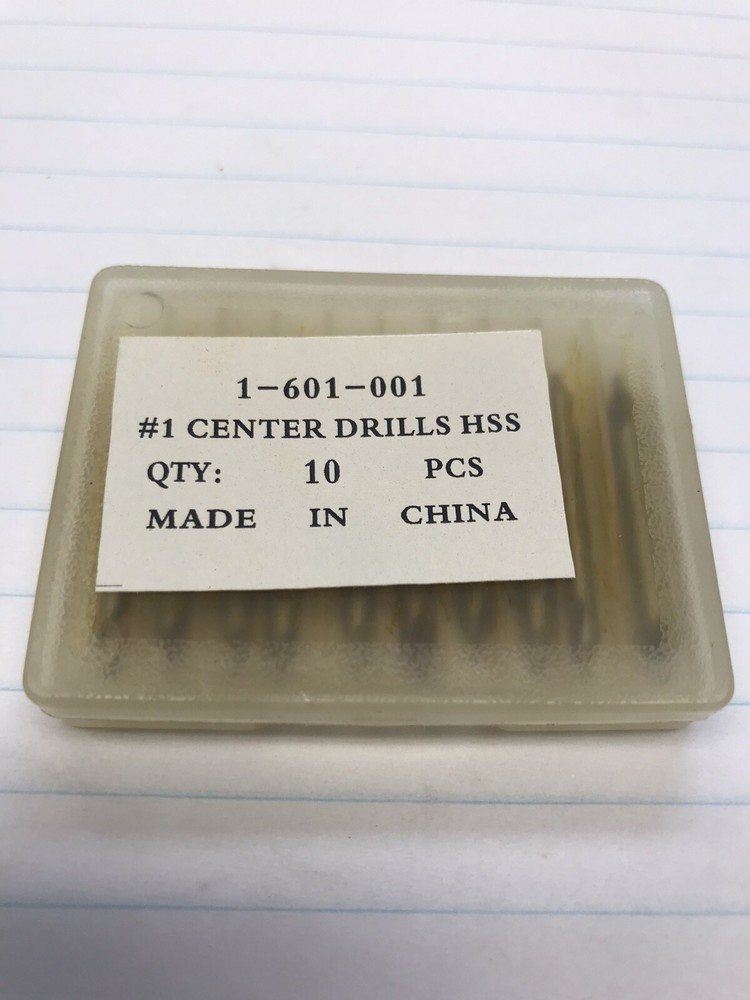 1-601-001
#1 CENTER DRILLS HSS
QTY: 10 PCS
MADE IN CHINA